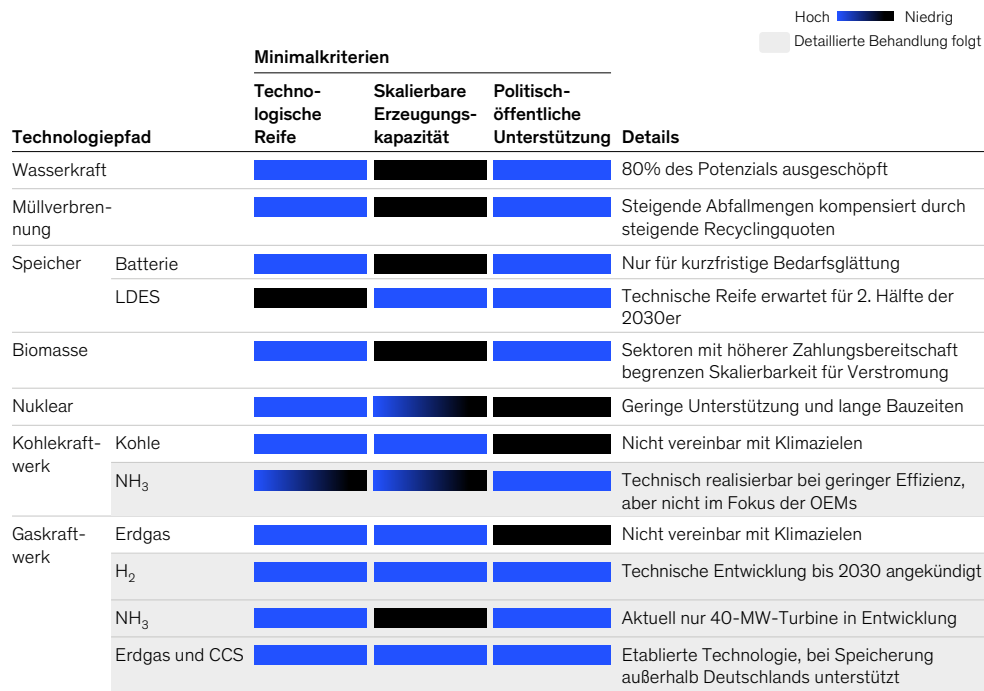 Hoch Niedrig
Detaillierte Behandlung folgt
Minimalkriterien
Technologiepfad
Techno-
logische
Reife
Skalierbare
Erzeugungs-
kapazität
Politisch-
öffentliche
Unterstützung
Details
Wasserkraft
80% des Potenzials ausgeschöpft
Müllverbren-
nung
Steigende Abfallmengen kompensiert durch
steigende Recyclingquoten
Speicher
Batterie
Nur für kurzfristige Bedarfsglättung
LDES
Technische Reife erwartet für 2. Hälfte der
2030er
Biomasse
Sektoren mit höherer Zahlungsbereitschaft
begrenzen Skalierbarkeit für Verstromung
Nuklear
Geringe Unterstützung und lange Bauzeiten
Kohlekraft-
werk
Kohle
Nicht vereinbar mit Klimazielen
NH₃
Technisch realisierbar bei geringer Effizienz,
aber nicht im Fokus der OEMs
Gaskraft-
werk
Erdgas
Nicht vereinbar mit Klimazielen
H₂
Technische Entwicklung bis 2030 angekündigt
NH₃
Aktuell nur 40-MW-Turbine in Entwicklung
Erdgas und CCS
Etablierte Technologie, bei Speicherung
außerhalb Deutschlands unterstützt